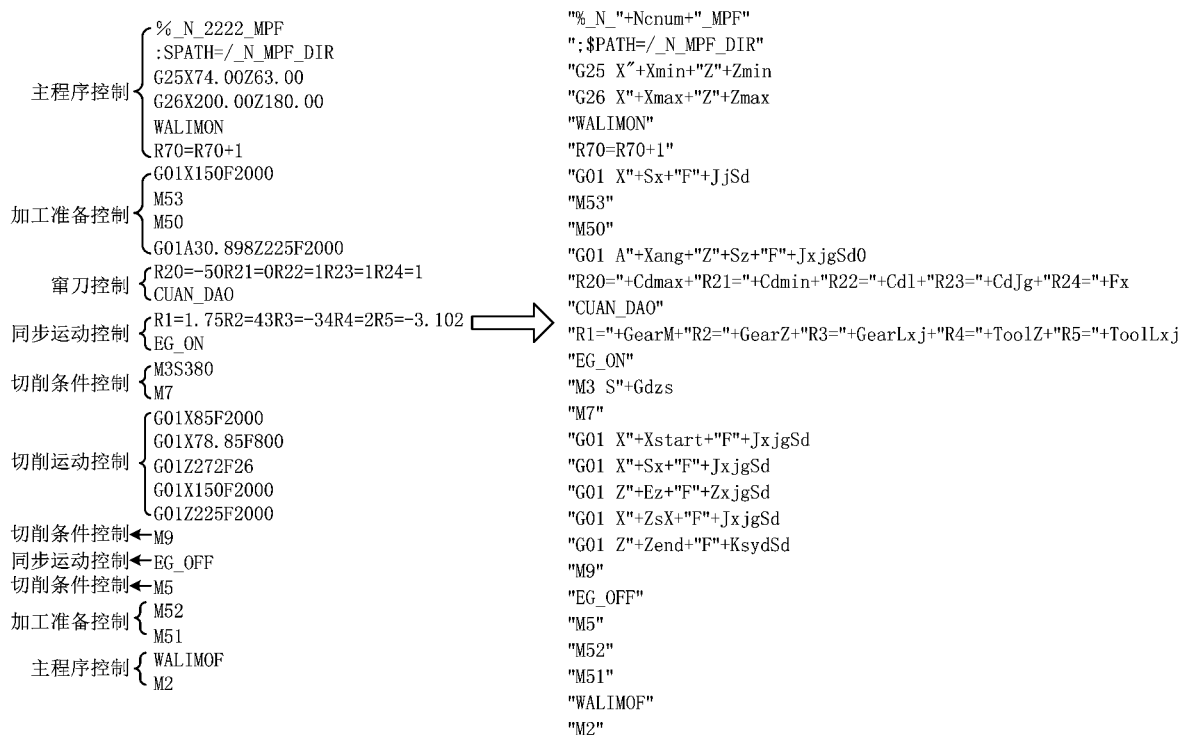 主程序控制
%_N_2222_MPF
:SPATH=/_N_MPF_DIR
G25X74.00Z63.00
G26X200.00Z180.00
WALIMON
R70=R70+1
加工准备控制
G01X150F2000
M53
M50
G01A30.898Z225F2000
窜刀控制
R20=-50R21=0R22=1R23=1R24=1
CUAN_DAO
同步运动控制
R1=1.75R2=43R3=-34R4=2R5=-3.102
EG_ON
切削条件控制
M3S380
M7
切削运动控制
G01X85F2000
G01X78.85F800
G01Z272F26
G01X150F2000
G01Z225F2000
切削条件控制
M9
同步运动控制
EG_OFF
切削条件控制
M5
加工准备控制
M52
M51
主程序控制
WALIMOF
M2
"%_N_"+Ncnum+"_MPF"
";$PATH=/_N_MPF_DIR"
"G25 X″+Xmin+"Z"+Zmin
"G26 X"+Xmax+"Z"+Zmax
"WALIMON"
"R70=R70+1"
"G01 X"+Sx+"F"+JjSd
"M53"
"M50"
"G01 A"+Xang+"Z"+Sz+"F"+JxjgSd0
"R20="+Cdmax+"R21="+Cdmin+"R22="+Cdl+"R23="+CdJg+"R24="+Fx
"CUAN_DAO"
"R1="+GearM+"R2="+GearZ+"R3="+GearLxj+"R4="+ToolZ+"R5="+ToolLxj
"EG_ON"
"M3 S"+Gdzs
"M7"
"G01 X"+Xstart+"F"+JxjgSd
"G01 X"+Sx+"F"+JxjgSd
"G01 Z"+Ez+"F"+ZxjgSd
"G01 X"+ZsX+"F"+JxjgSd
"G01 Z"+Zend+"F"+KsydSd
"M9"
"EG_OFF"
"M5"
"M52"
"M51"
"WALIMOF"
"M2"